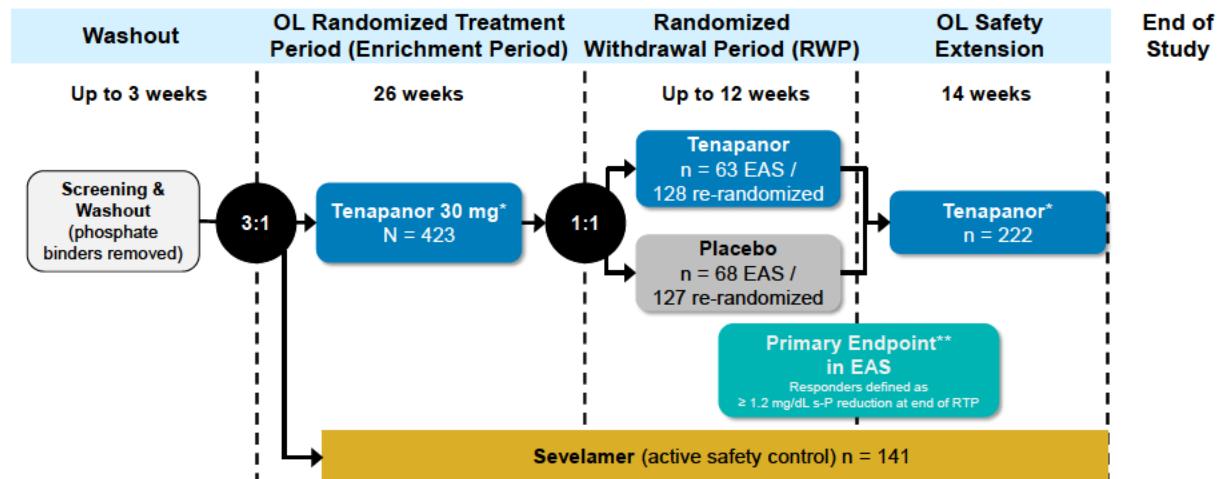 Washout
OL Randomized Treatment
Period (Enrichment Period)
Randomized
Withdrawal Period (RWP)
OL Safety
Extension
End of
Study
Up to 3 weeks
26 weeks
Up to 12 weeks
14 weeks
Screening &
Washout
(phosphate
binders removed)
3:1
Tenapanor 30 mg*
N = 423
1:1
Tenapanor
n = 63 EAS /
128 re-randomized
Placebo
n = 68 EAS /
127 re-randomized
Tenapanor*
n = 222
Primary Endpoint**
in EAS
Responders defined as
≥ 1.2 mg/dL s-P reduction at end of RTP
Sevelamer (active safety control) n = 141